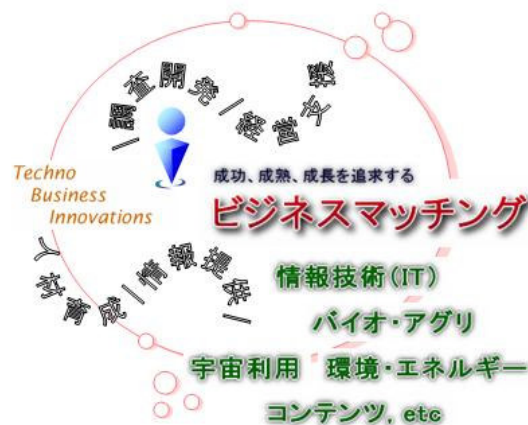 |調査開発|経営支援
Techno
Business
Innovations
成功、成熟、成長を追求する
ビジネスマッチング
人材育成|情報提供|
情報技術(IT)
バイオ・アグリ
宇宙利用　環境・エネルギー
コンテンツ, etc